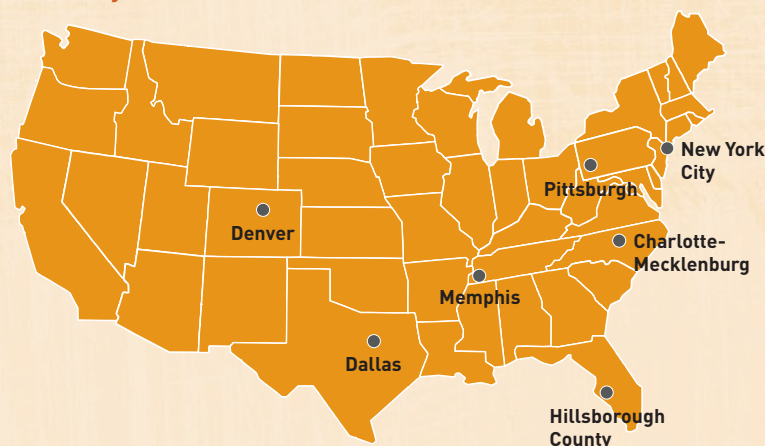 New York
City
Pittsburgh
Denver
Charlotte-
Mecklenburg
Memphis
Dallas
Hillsborough
County